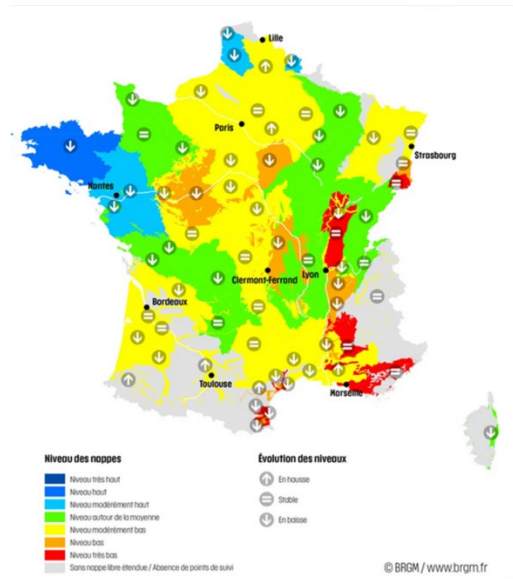 Lille
Paris
Strasbourg
Nantes
Clermont-Ferrand
Lyon
Bordeaux
Toulouse
Marseille
Niveau des nappes
Niveau très haut
Niveau haut
Niveau modérément haut
Niveau autour de la moyenne
Niveau modérément bas
Niveau bas
Niveau très bas
Sans nappe libre étendue / Absence de points de suivi
Évolution des niveaux
En hausse
Stable
En baisse
© BRGM / www.brgm.fr